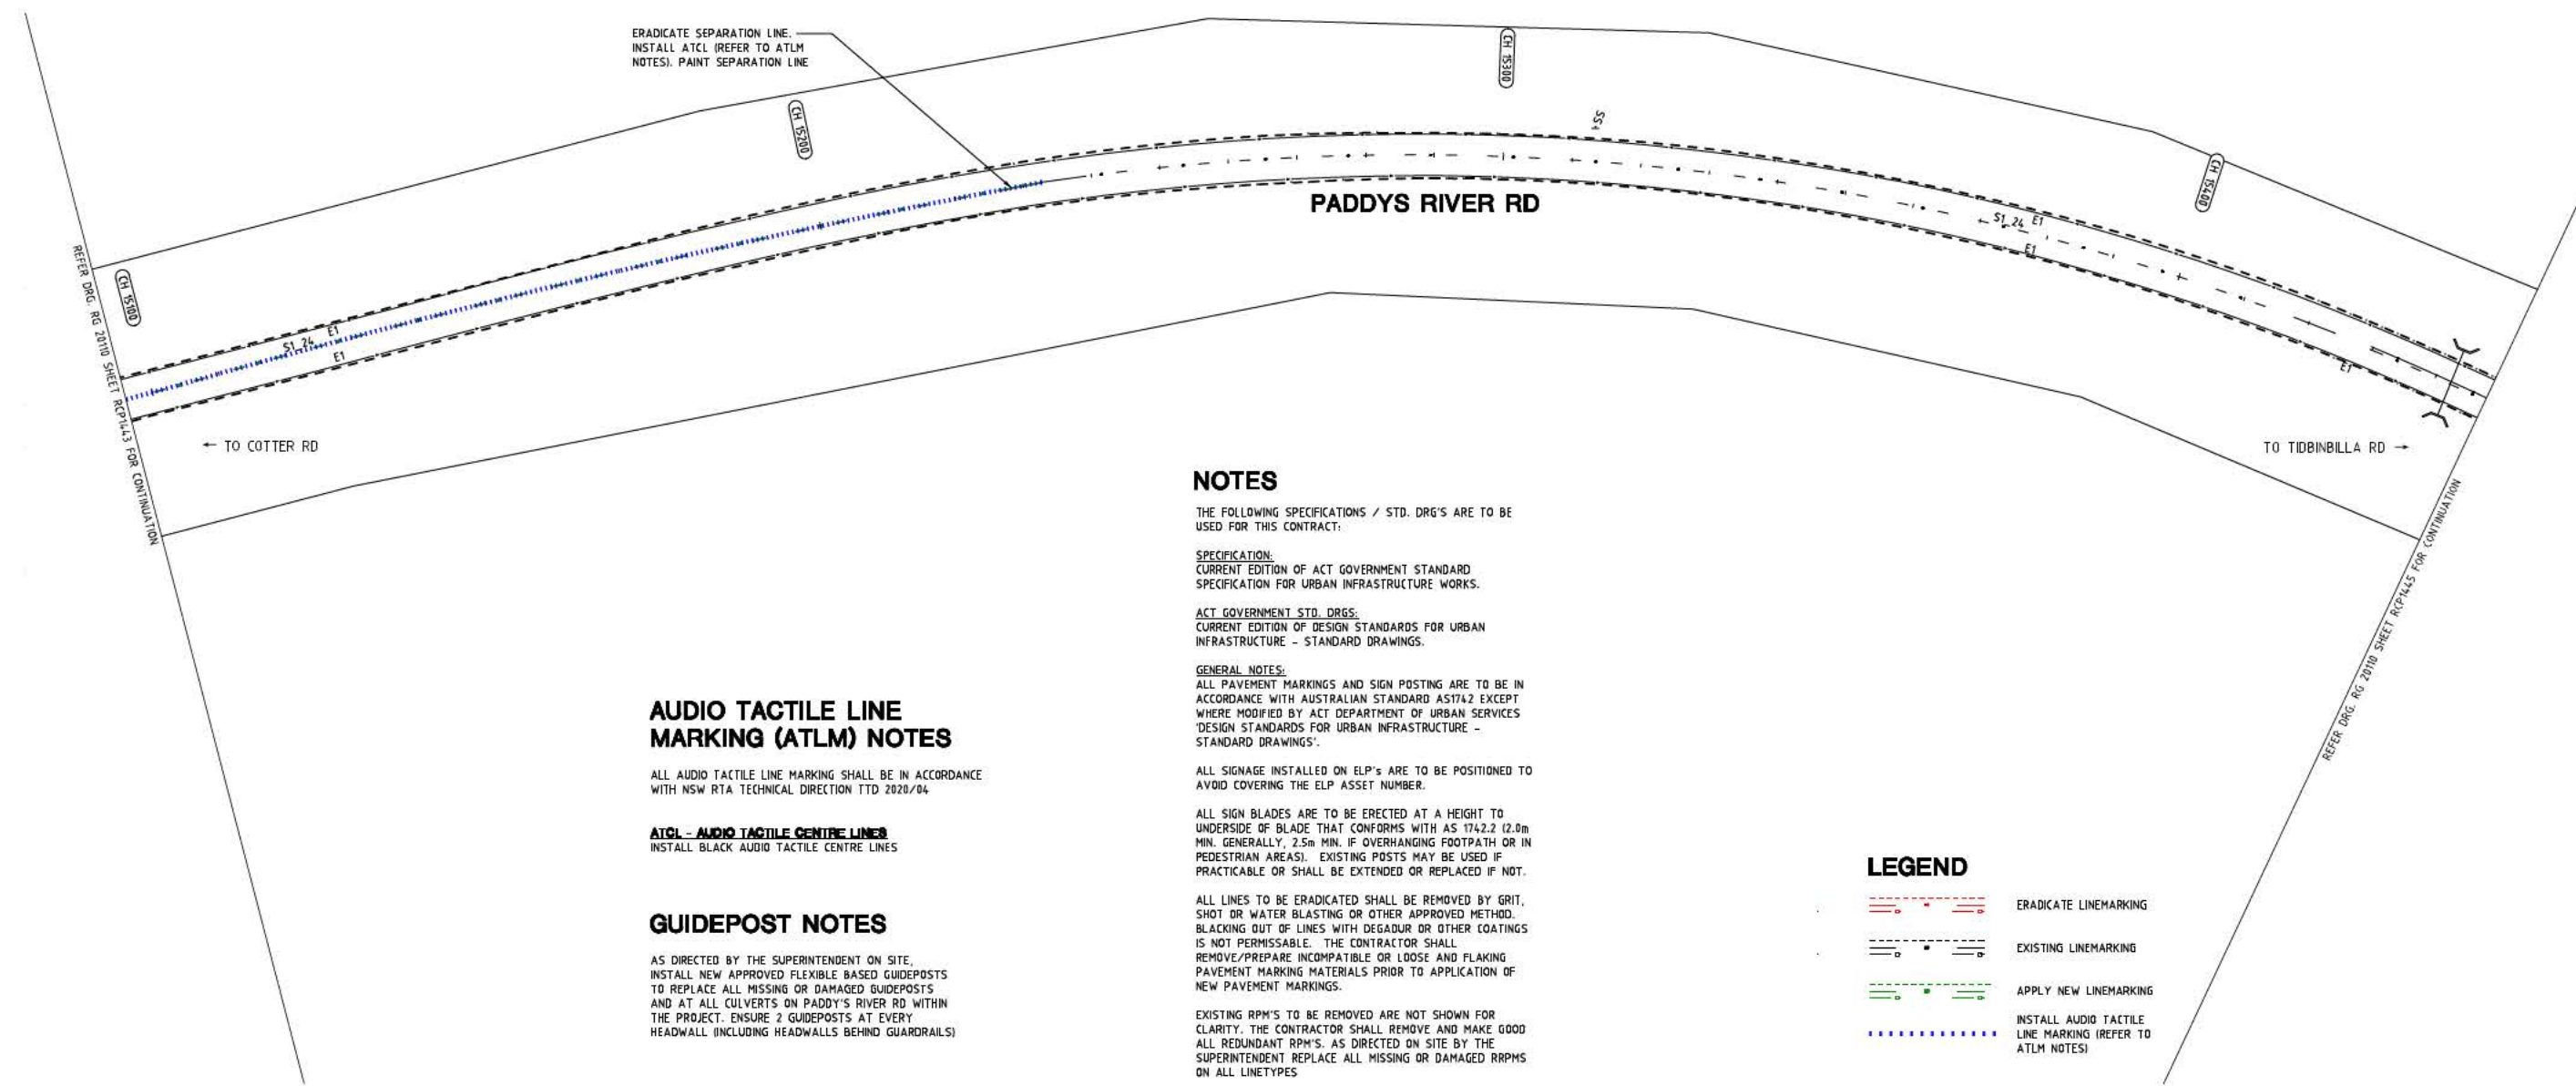 ERADICATE SEPARATION LINE.
INSTALL ATCL (REFER TO ATLM
NOTES). PAINT SEPARATION LINE
CH 15100
CH 15200
CH 15300
CH 15400
SS4
PADDYS RIVER RD
S1_24
E1
E1
S1_24
E1
E1
E1
REFER DRG. RG 20110 SHEET RCP1443 FOR CONTINUATION
← TO COTTER RD
TO TIDBINBILLA RD →
REFER DRG. RG 20110 SHEET RCP1445 FOR CONTINUATION
AUDIO TACTILE LINE
MARKING (ATLM) NOTES
ALL AUDIO TACTILE LINE MARKING SHALL BE IN ACCORDANCE
WITH NSW RTA TECHNICAL DIRECTION TTD 2020/04
ATCL - AUDIO TACTILE CENTRE LINES
INSTALL BLACK AUDIO TACTILE CENTRE LINES
GUIDEPOST NOTES
AS DIRECTED BY THE SUPERINTENDENT ON SITE,
INSTALL NEW APPROVED FLEXIBLE BASED GUIDEPOSTS
TO REPLACE ALL MISSING OR DAMAGED GUIDEPOSTS
AND AT ALL CULVERTS ON PADDY'S RIVER RD WITHIN
THE PROJECT. ENSURE 2 GUIDEPOSTS AT EVERY
HEADWALL (INCLUDING HEADWALLS BEHIND GUARDRAILS)
NOTES
THE FOLLOWING SPECIFICATIONS / STD. DRG'S ARE TO BE
USED FOR THIS CONTRACT:
SPECIFICATION:
CURRENT EDITION OF ACT GOVERNMENT STANDARD
SPECIFICATION FOR URBAN INFRASTRUCTURE WORKS.
ACT GOVERNMENT STD. DRGS:
CURRENT EDITION OF DESIGN STANDARDS FOR URBAN
INFRASTRUCTURE - STANDARD DRAWINGS.
GENERAL NOTES:
ALL PAVEMENT MARKINGS AND SIGN POSTING ARE TO BE IN
ACCORDANCE WITH AUSTRALIAN STANDARD AS1742 EXCEPT
WHERE MODIFIED BY ACT DEPARTMENT OF URBAN SERVICES
'DESIGN STANDARDS FOR URBAN INFRASTRUCTURE -
STANDARD DRAWINGS'.
ALL SIGNAGE INSTALLED ON ELP's ARE TO BE POSITIONED TO
AVOID COVERING THE ELP ASSET NUMBER.
ALL SIGN BLADES ARE TO BE ERECTED AT A HEIGHT TO
UNDERSIDE OF BLADE THAT CONFORMS WITH AS 1742.2 (2.0m
MIN. GENERALLY, 2.5m MIN. IF OVERHANGING FOOTPATH OR IN
PEDESTRIAN AREAS). EXISTING POSTS MAY BE USED IF
PRACTICABLE OR SHALL BE EXTENDED OR REPLACED IF NOT.
ALL LINES TO BE ERADICATED SHALL BE REMOVED BY GRIT,
SHOT OR WATER BLASTING OR OTHER APPROVED METHOD.
BLACKING OUT OF LINES WITH DEGADUR OR OTHER COATINGS
IS NOT PERMISSABLE. THE CONTRACTOR SHALL
REMOVE/PREPARE INCOMPATIBLE OR LOOSE AND FLAKING
PAVEMENT MARKING MATERIALS PRIOR TO APPLICATION OF
NEW PAVEMENT MARKINGS.
EXISTING RPM'S TO BE REMOVED ARE NOT SHOWN FOR
CLARITY. THE CONTRACTOR SHALL REMOVE AND MAKE GOOD
ALL REDUNDANT RPM'S. AS DIRECTED ON SITE BY THE
SUPERINTENDENT REPLACE ALL MISSING OR DAMAGED RRPMS
ON ALL LINETYPES
LEGEND
ERADICATE LINEMARKING
EXISTING LINEMARKING
APPLY NEW LINEMARKING
INSTALL AUDIO TACTILE
LINE MARKING (REFER TO
ATLM NOTES)